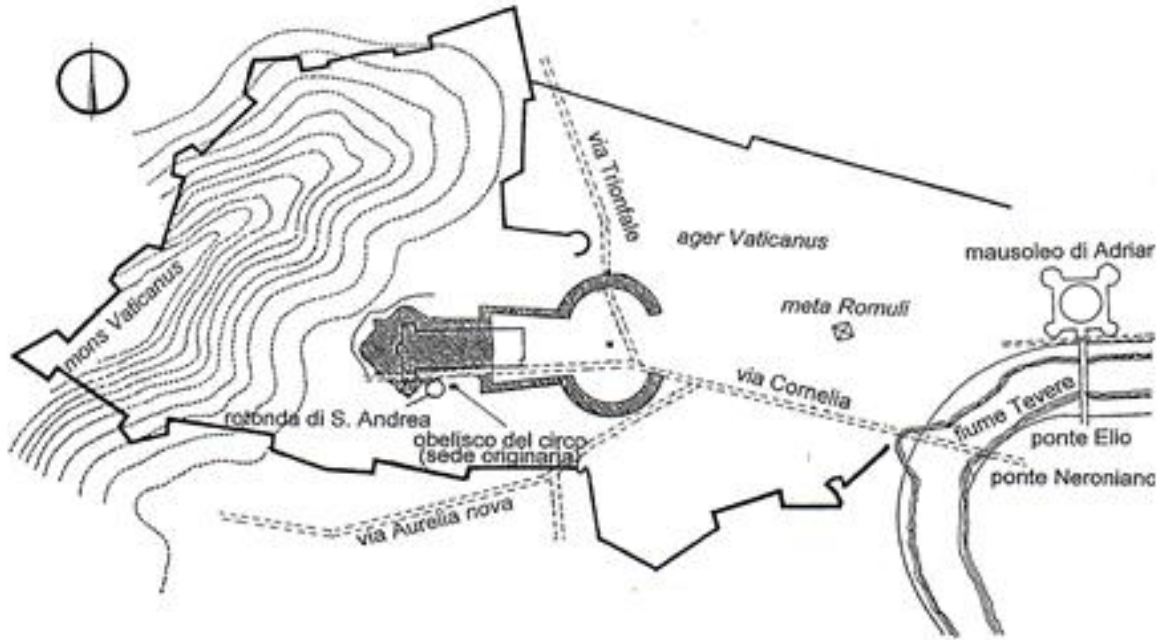 via Trionfale
ager Vaticanus
mausoleo di Adrian
mons Vaticanus
meta Romuli
via Cornelia
fiume Tevere
rotonda di S. Andrea
obelisco del circo
(sede originaria)
ponte Elio
ponte Neroniano
via Aurelia nova